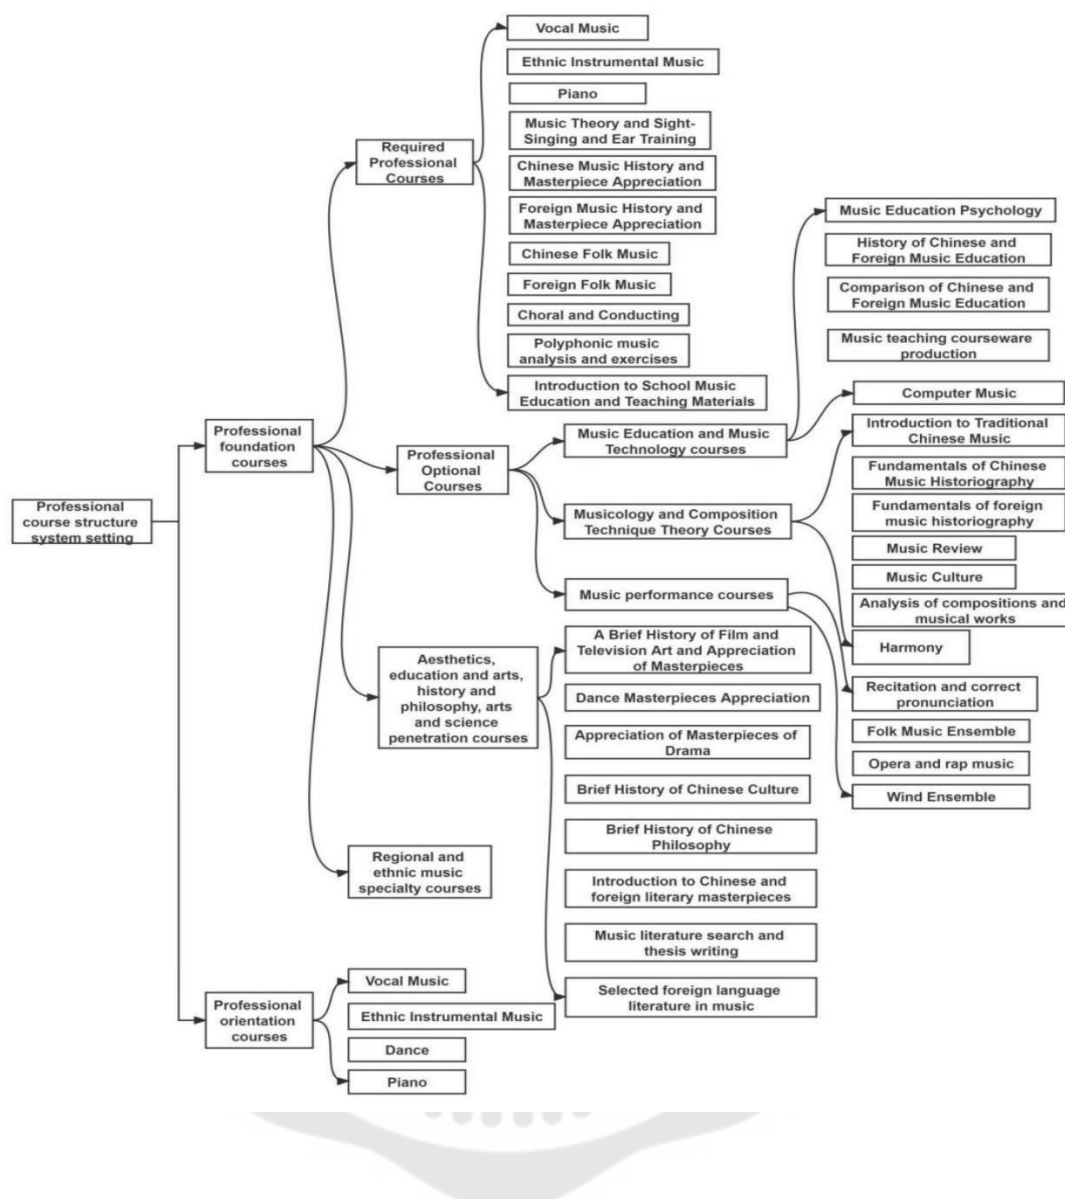 Professional
course structure
system setting
Professional
foundation
courses
Required
Professional
Courses
Vocal Music
Ethnic Instrumental Music
Piano
Music Theory and Sight-
Singing and Ear Training
Chinese Music History and
Masterpiece Appreciation
Foreign Music History and
Masterpiece Appreciation
Chinese Folk Music
Foreign Folk Music
Choral and Conducting
Polyphonic music
analysis and exercises
Introduction to School Music
Education and Teaching Materials
Professional
Optional
Courses
Music Education and Music
Technology courses
Music Education Psychology
History of Chinese and
Foreign Music Education
Comparison of Chinese and
Foreign Music Education
Music teaching courseware
production
Computer Music
Musicology and Composition
Technique Theory Courses
Introduction to Traditional
Chinese Music
Fundamentals of Chinese
Music Historiography
Fundamentals of foreign
music historiography
Music Review
Music Culture
Analysis of compositions and
musical works
Harmony
Music performance courses
Recitation and correct
pronunciation
Folk Music Ensemble
Opera and rap music
Wind Ensemble
Aesthetics,
education and arts,
history and
philosophy, arts
and science
penetration courses
A Brief History of Film and
Television Art and Appreciation
of Masterpieces
Dance Masterpieces Appreciation
Appreciation of Masterpieces of
Drama
Brief History of Chinese Culture
Brief History of Chinese
Philosophy
Introduction to Chinese and
foreign literary masterpieces
Music literature search and
thesis writing
Selected foreign language
literature in music
Regional and
ethnic music
specialty courses
Professional
orientation
courses
Vocal Music
Ethnic Instrumental Music
Dance
Piano